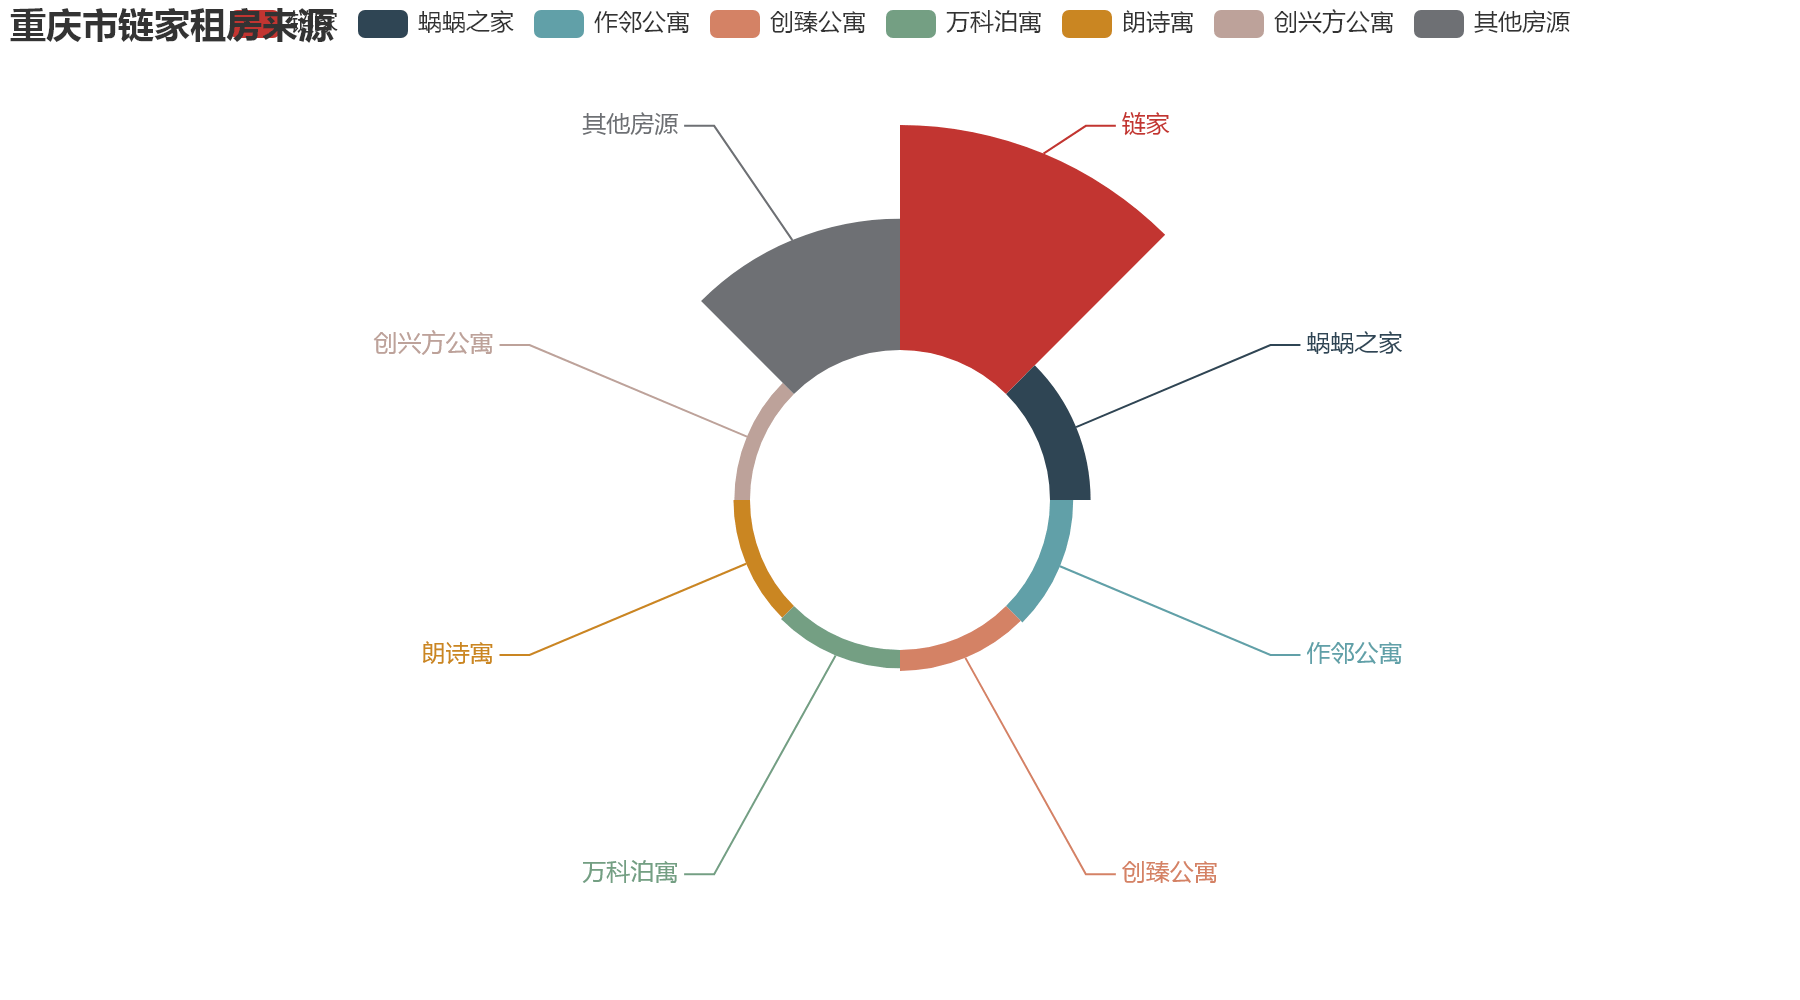 重庆市链家租房来源
链家 蜗蜗之家 作邻公寓 创臻公寓 万科泊寓 朗诗寓 创兴方公寓 其他房源
其他房源 链家
创兴方公寓 蜗蜗之家
朗诗寓 作邻公寓
万科泊寓 创臻公寓